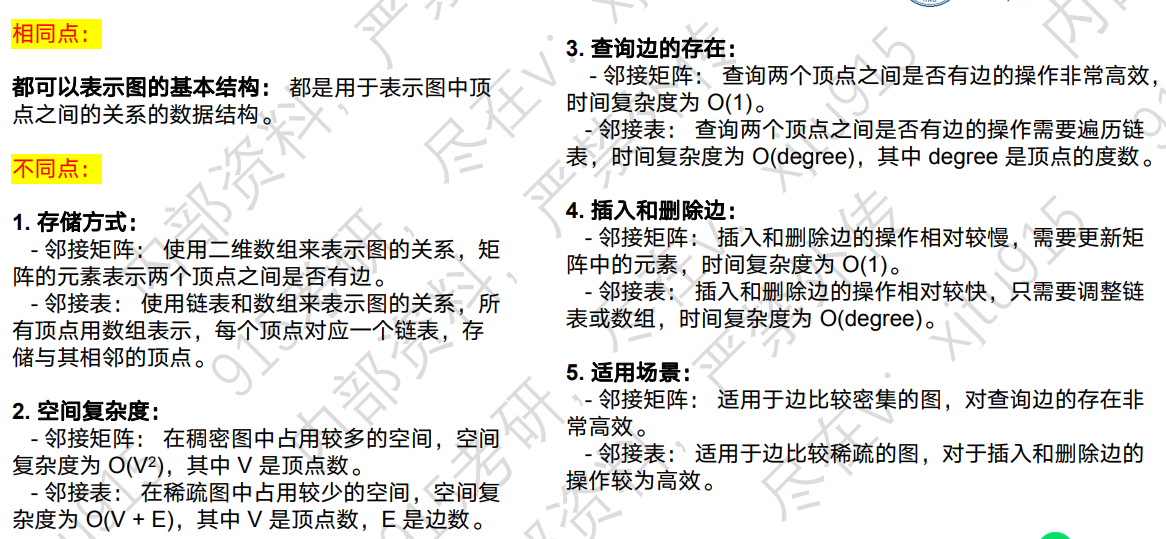 相同点：
都可以表示图的基本结构： 都是用于表示图中顶
点之间的关系的数据结构。
不同点：
1. 存储方式：
- 邻接矩阵： 使用二维数组来表示图的关系，矩
阵的元素表示两个顶点之间是否有边。
- 邻接表： 使用链表和数组来表示图的关系，所
有顶点用数组表示，每个顶点对应一个链表，存
储与其相邻的顶点。
2. 空间复杂度：
- 邻接矩阵： 在稠密图中占用较多的空间，空间
复杂度为 O(V²)，其中 V 是顶点数。
- 邻接表： 在稀疏图中占用较少的空间，空间复
杂度为 O(V + E)，其中 V 是顶点数，E 是边数。
3. 查询边的存在：
- 邻接矩阵： 查询两个顶点之间是否有边的操作非常高效，
时间复杂度为 O(1)。
- 邻接表： 查询两个顶点之间是否有边的操作需要遍历链
表，时间复杂度为 O(degree)，其中 degree 是顶点的度数。
4. 插入和删除边：
- 邻接矩阵： 插入和删除边的操作相对较慢，需要更新矩
阵中的元素，时间复杂度为 O(1)。
- 邻接表： 插入和删除边的操作相对较快，只需要调整链
表或数组，时间复杂度为 O(degree)。
5. 适用场景：
- 邻接矩阵： 适用于边比较密集的图，对查询边的存在非
常高效。
- 邻接表： 适用于边比较稀疏的图，对于插入和删除边的
操作较为高效。
915考研，严禁外传
内部资料，尽在v：xjtu915